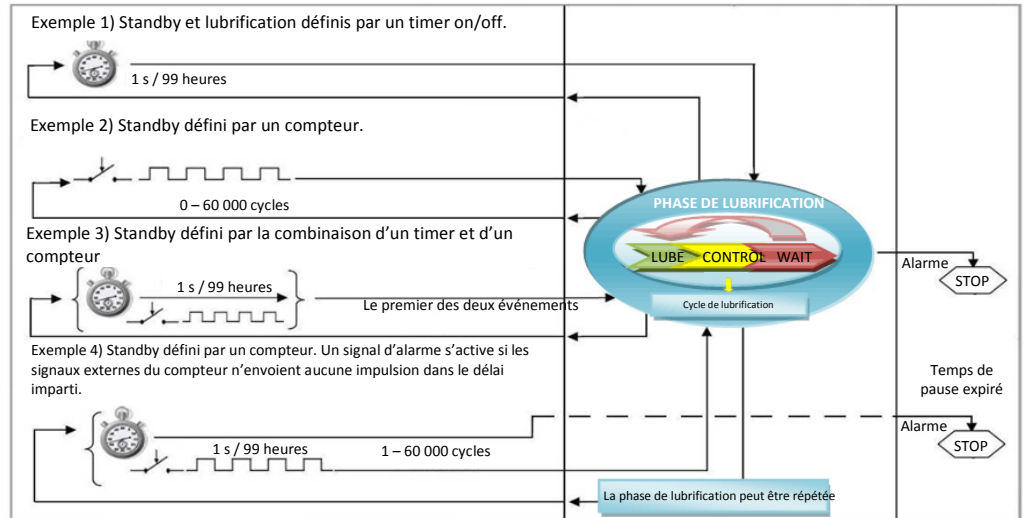 Exemple 1) Standby et lubrification définis par un timer on/off.
1 s / 99 heures
Exemple 2) Standby défini par un compteur.
0 – 60 000 cycles
PHASE DE LUBRIFICATION
LUBE CONTRÔL WAIT
Cycle de lubrification
Alarme
STOP
Exemple 3) Standby défini par la combinaison d’un timer et d’un
compteur
1 s / 99 heures
Le premier des deux événements
Exemple 4) Standby défini par un compteur. Un signal d’alarme s’active si les
signaux externes du compteur n’envoient aucune impulsion dans le délai
imparti.
Temps de
pause expiré
1 s / 99 heures
1 – 60 000 cycles
Alarme
STOP
La phase de lubrification peut être répétée